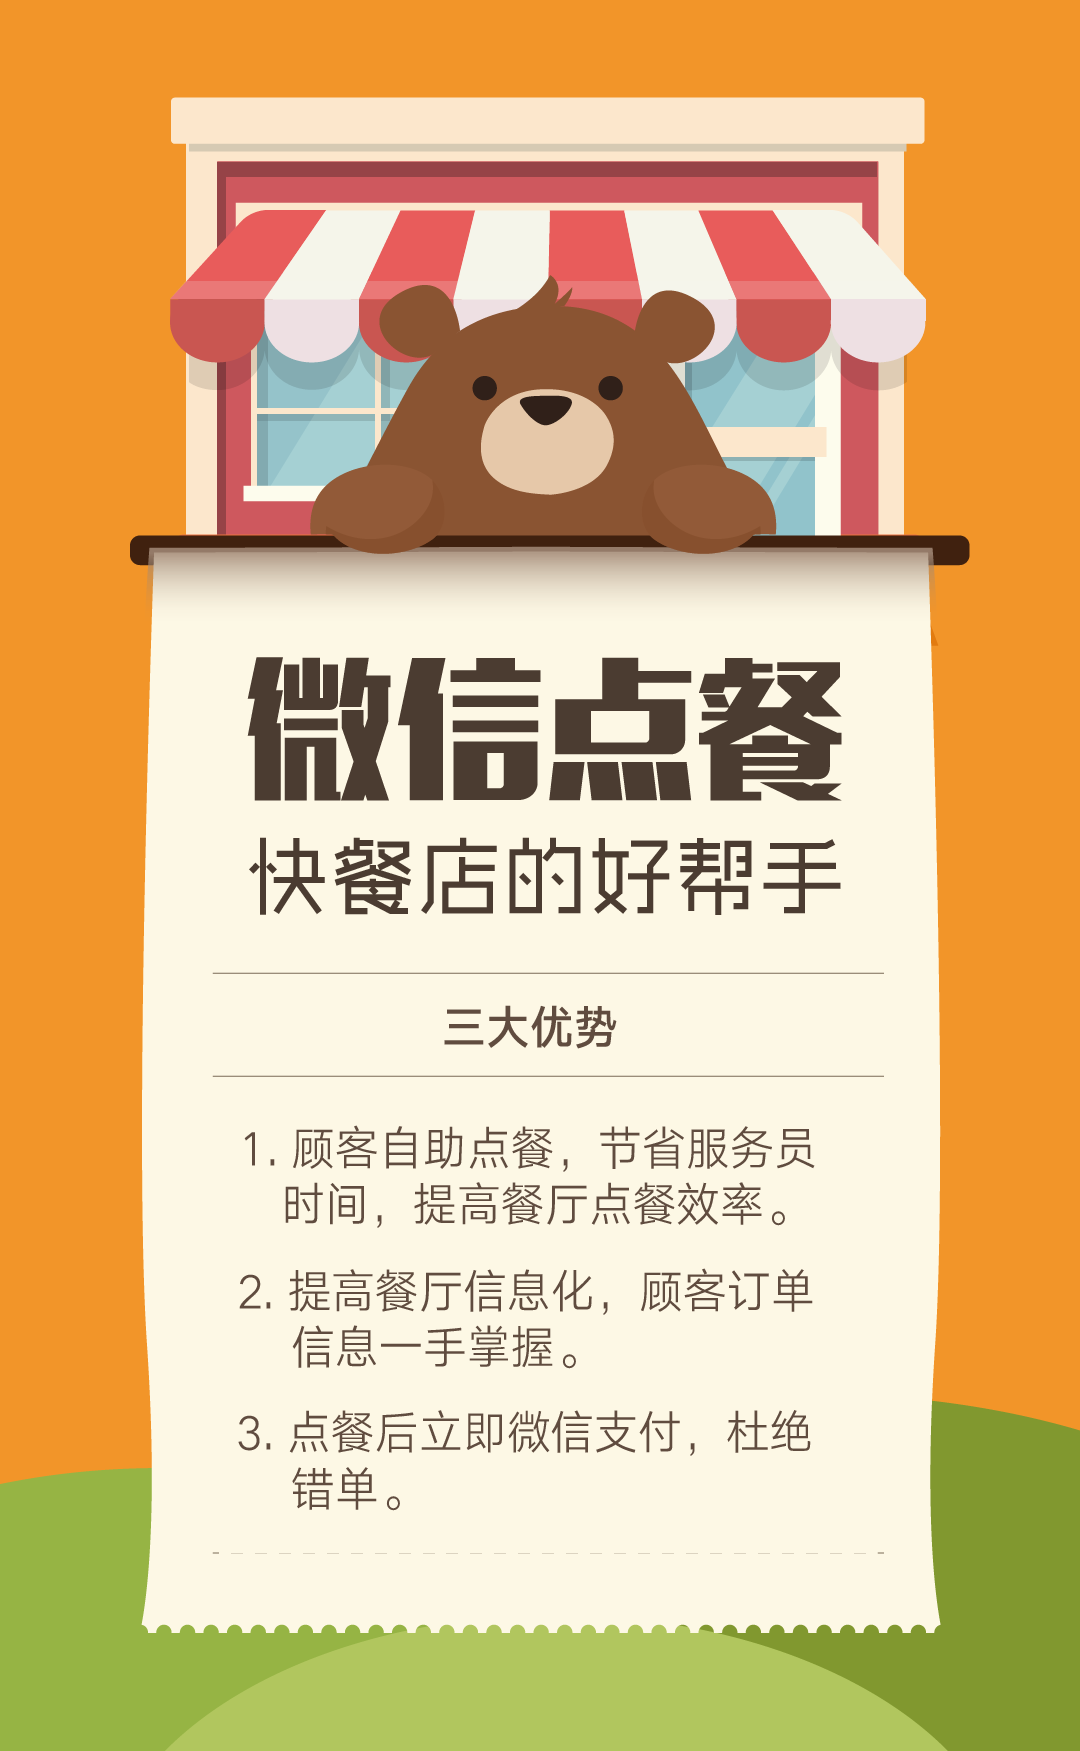 微信点餐
快餐店的好帮手
三大优势
1. 顾客自助点餐，节省服务员
时间，提高餐厅点餐效率。
2. 提高餐厅信息化，顾客订单
信息一手掌握。
3. 点餐后立即微信支付，杜绝
错单。